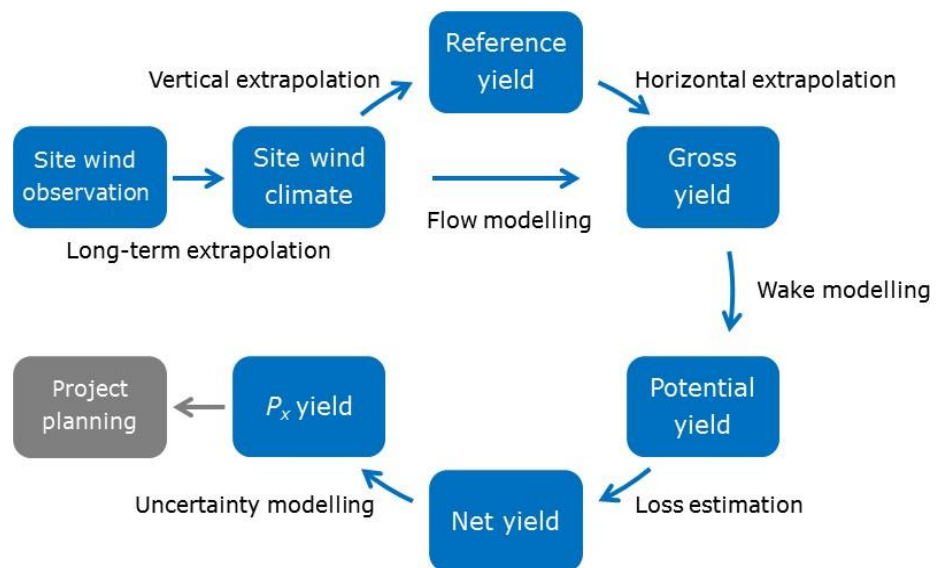 Reference
yield
Vertical extrapolation
Horizontal extrapolation
Site wind
observation
Site wind
climate
Gross
yield
Long-term extrapolation
Flow modelling
Wake modelling
Potential
yield
Loss estimation
Net yield
Uncertainty modelling
Px yield
Project
planning